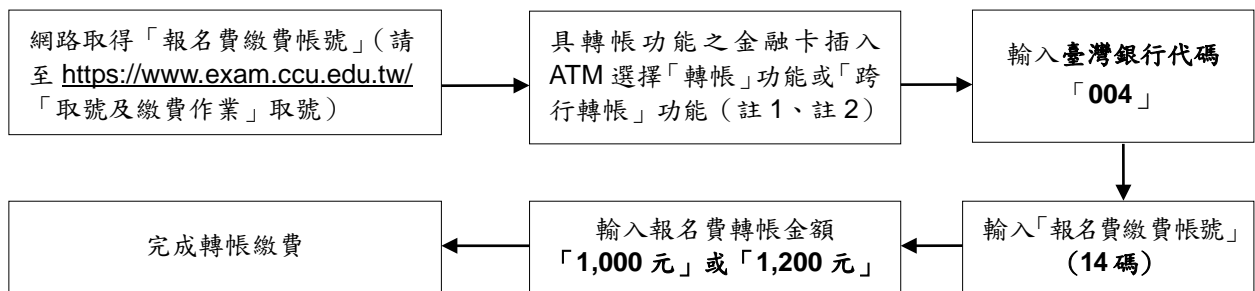 網路取得「報名費繳費帳號」（請
至 https://www.exam.ccu.edu.tw/
「取號及繳費作業」取號）
具轉帳功能之金融卡插入
ATM 選擇「轉帳」功能或「跨
行轉帳」功能（註 1、註 2）
輸入臺灣銀行代碼
「004」
輸入「報名費繳費帳號」
（14 碼）
輸入報名費轉帳金額
「1,000 元」或「1,200 元」
完成轉帳繳費